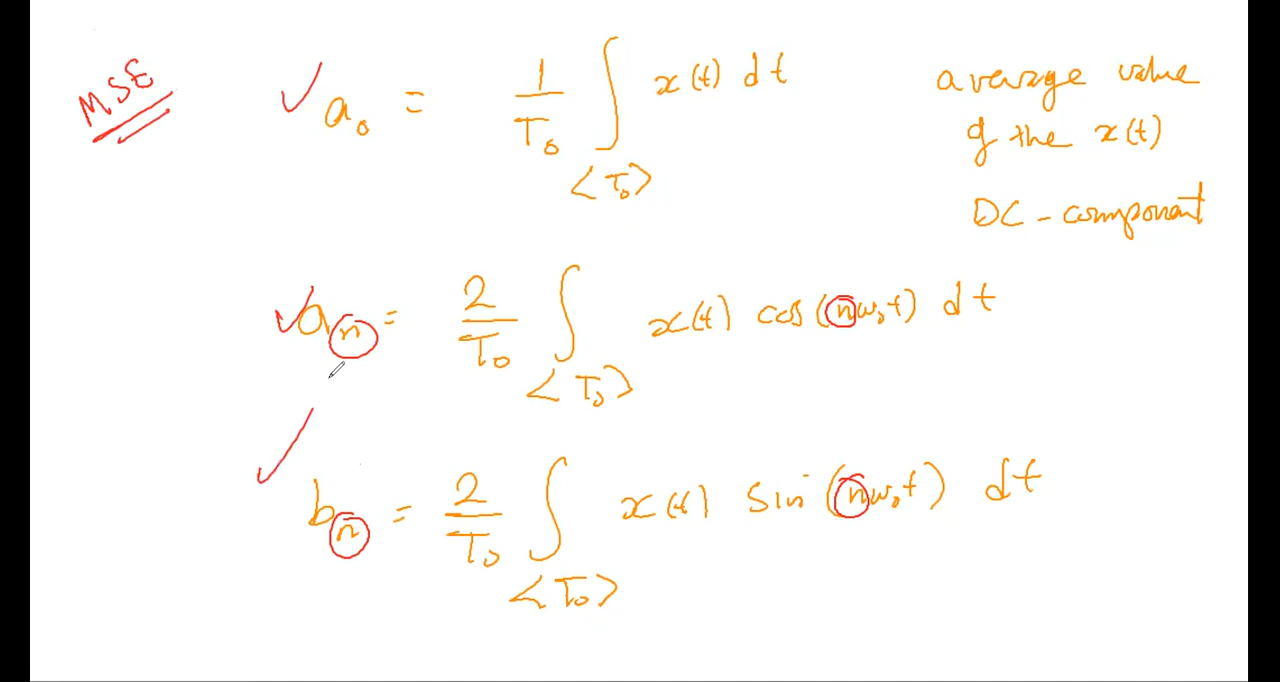 MSE
✓ a₀ = 1/T₀ ∫<T₀> x(t) dt
average value
of the x(t)
DC - component
✓ aₙ = 2/T₀ ∫<T₀> x(t) cos(nω₀t) dt
✓ bₙ = 2/T₀ ∫<T₀> x(t) sin(nω₀t) dt